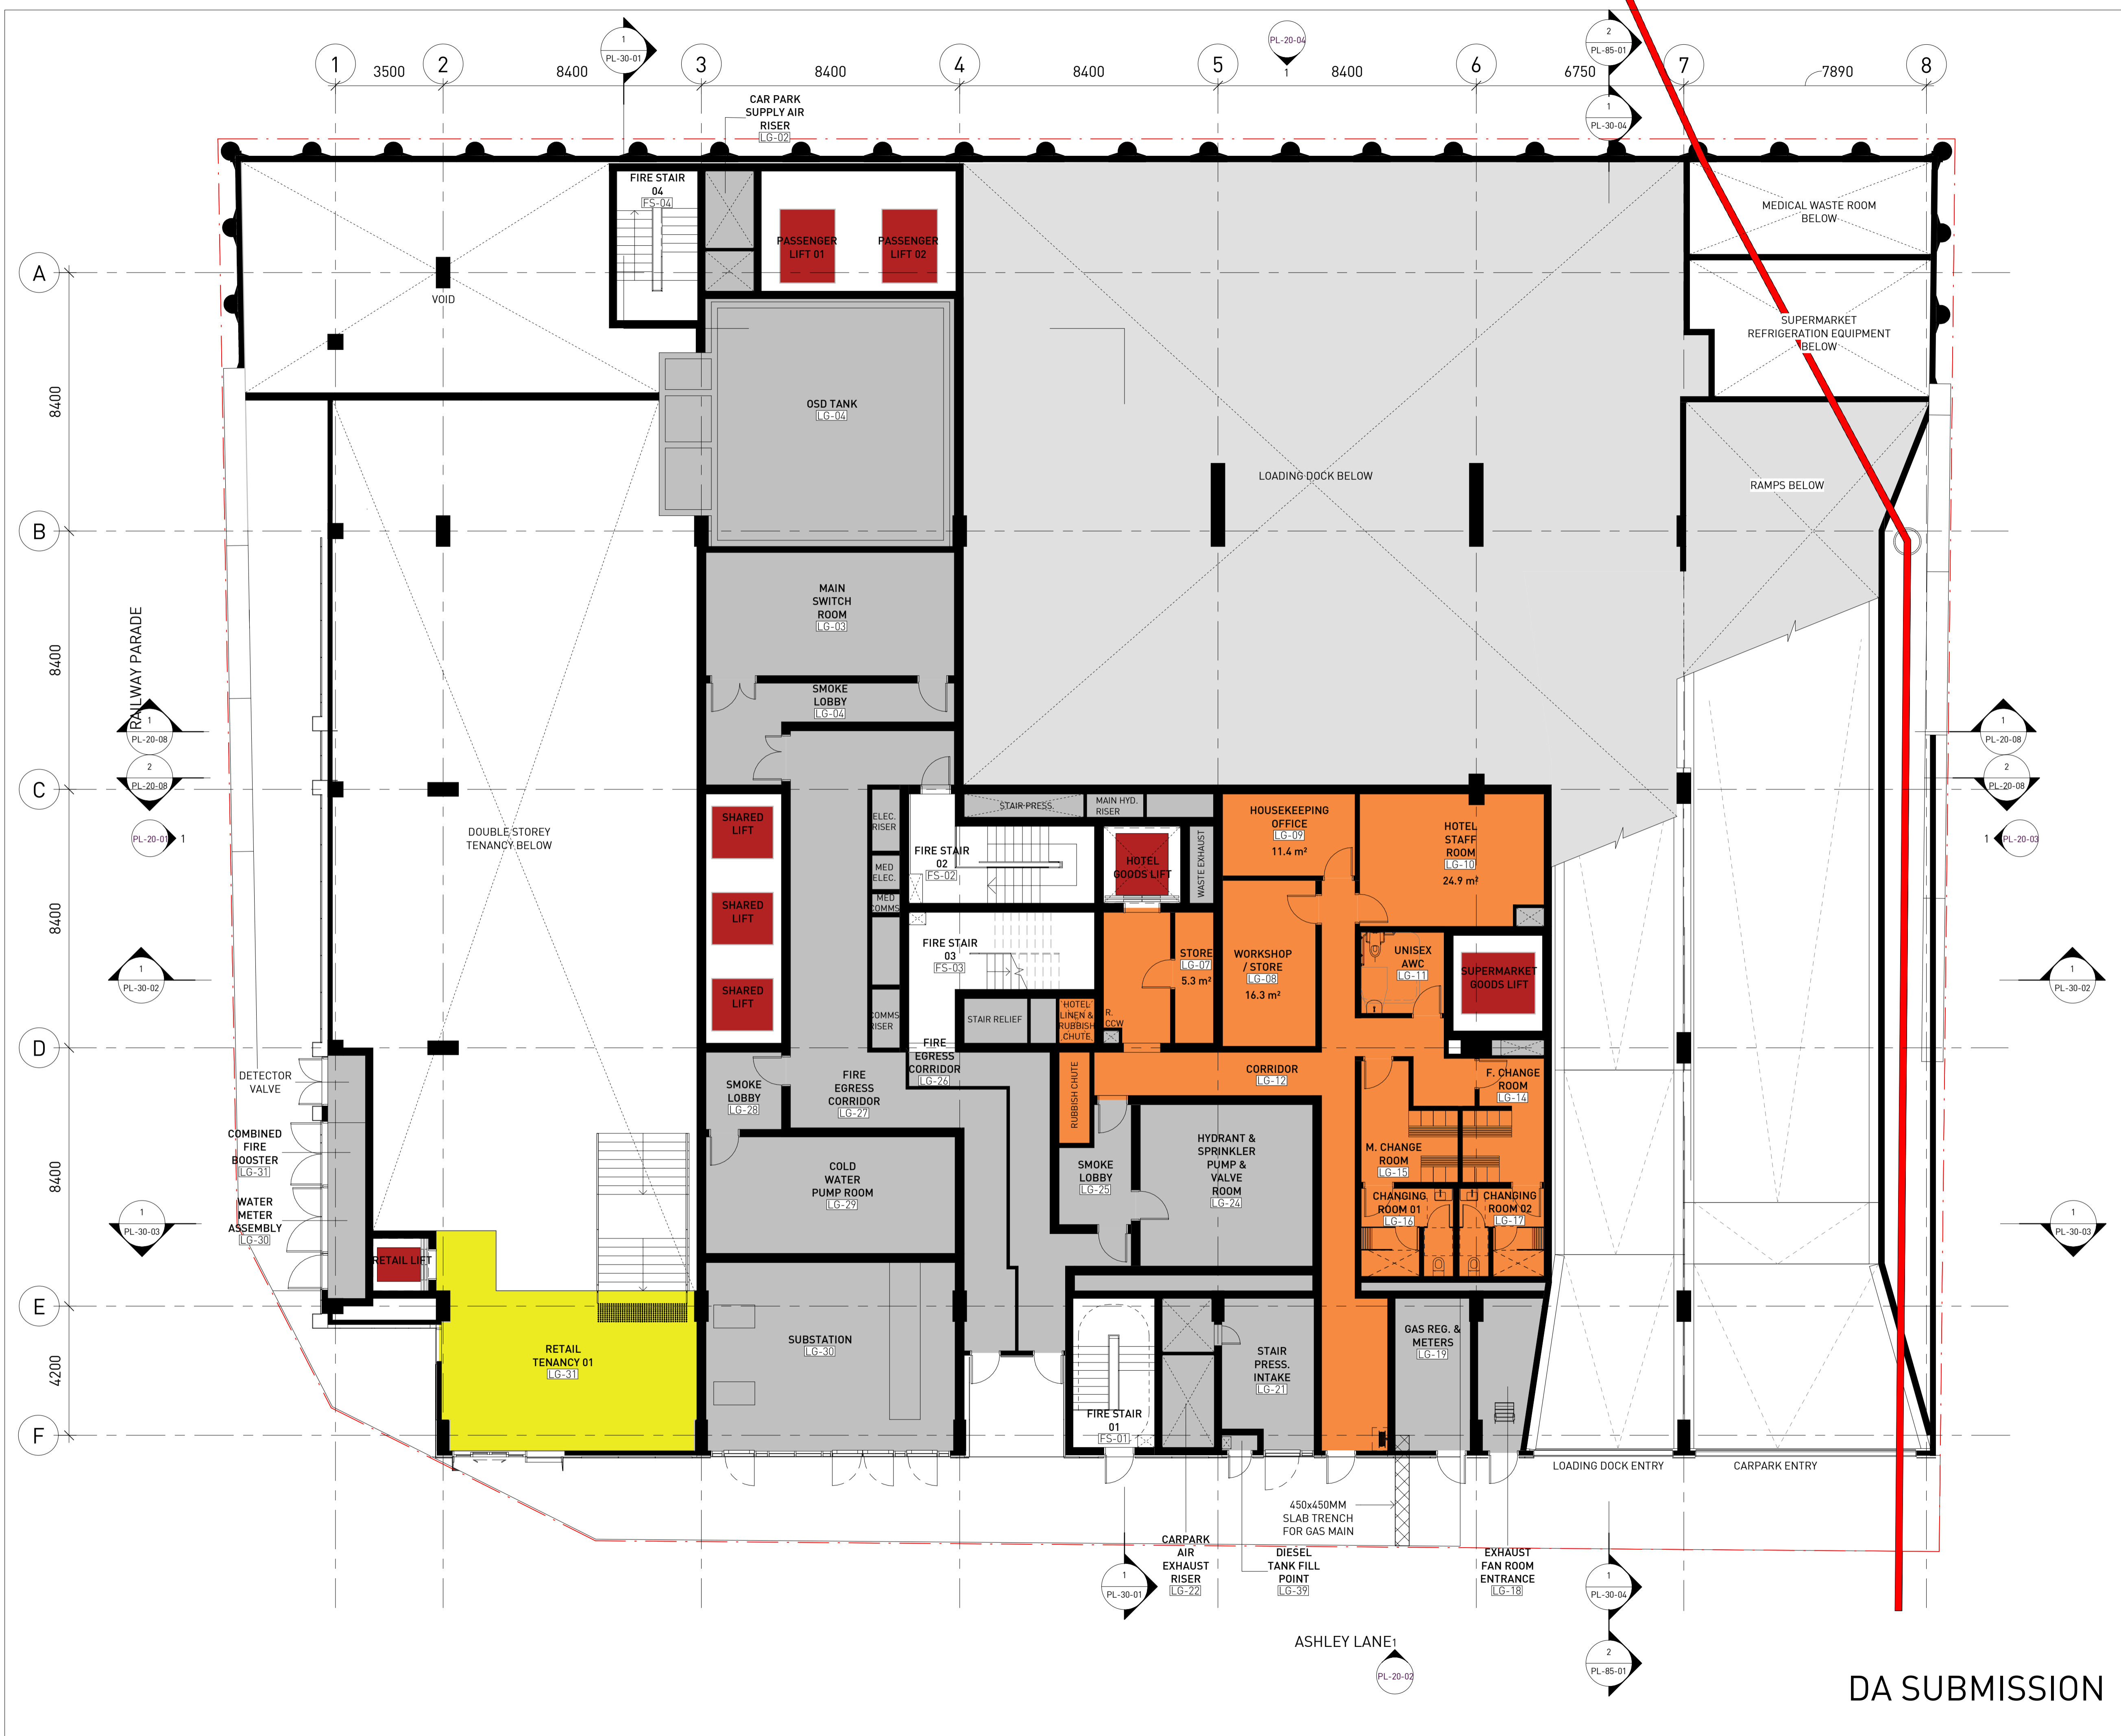 1
PL-30-01
PL-20-04
1
2
PL-85-01
1
2
3
4
5
6
7
8
3500
8400
8400
8400
8400
6750
7890
1
PL-30-04
CAR PARK
SUPPLY AIR
RISER
LG-02
FIRE STAIR
04
FS-04
PASSENGER
LIFT 01
PASSENGER
LIFT 02
MEDICAL WASTE ROOM
BELOW
A
VOID
SUPERMARKET
REFRIGERATION EQUIPMENT
BELOW
8400
OSD TANK
LG-04
LOADING DOCK BELOW
RAMPS BELOW
B
MAIN
SWITCH
ROOM
LG-03
RAILWAY PARADE
8400
SMOKE
LOBBY
LG-04
1
PL-20-08
2
PL-20-08
1
PL-20-08
2
PL-20-08
C
PL-20-01
1
1
PL-20-03
DOUBLE STOREY
TENANCY BELOW
SHARED
LIFT
SHARED
LIFT
SHARED
LIFT
ELEC.
RISER
MED
ELEC.
MED
COMMS
COMMS
RISER
STAIR PRESS.
MAIN HYD.
RISER
FIRE STAIR
02
FS-02
HOTEL
GOODS LIFT
WASTE EXHAUST
HOUSEKEEPING
OFFICE
LG-09
11.4 m²
HOTEL
STAFF
ROOM
LG-10
24.9 m²
8400
FIRE STAIR
03
FS-03
STORE
LG-07
5.3 m²
WORKSHOP
/ STORE
LG-08
16.3 m²
UNISEX
AWC
LG-11
SUPERMARKET
GOODS LIFT
1
PL-30-02
1
PL-30-02
STAIR RELIEF
HOTEL
LINEN &
RUBBISH
CHUTE
R.
CCW
D
FIRE
EGRESS
CORRIDOR
LG-26
CORRIDOR
LG-12
F. CHANGE
ROOM
LG-14
DETECTOR
VALVE
SMOKE
LOBBY
LG-28
FIRE
EGRESS
CORRIDOR
LG-27
RUBBISH CHUTE
COMBINED
FIRE
BOOSTER
LG-31
HYDRANT &
SPRINKLER
PUMP &
VALVE
ROOM
LG-24
M. CHANGE
ROOM
LG-15
8400
COLD
WATER
PUMP ROOM
LG-29
SMOKE
LOBBY
LG-25
CHANGING
ROOM 01
LG-16
CHANGING
ROOM 02
LG-17
WATER
METER
ASSEMBLY
LG-30
1
PL-30-03
1
PL-30-03
RETAIL LIFT
E
RETAIL
TENANCY 01
LG-31
SUBSTATION
LG-30
STAIR
PRESS.
INTAKE
LG-21
GAS REG. &
METERS
LG-19
4200
FIRE STAIR
01
FS-01
F
LOADING DOCK ENTRY
CARPARK ENTRY
450x450MM
SLAB TRENCH
FOR GAS MAIN
CARPARK
AIR
EXHAUST
RISER
LG-22
DIESEL
TANK FILL
POINT
LG-39
EXHAUST
FAN ROOM
ENTRANCE
LG-18
1
PL-30-01
1
PL-30-04
ASHLEY LANE
1
PL-20-02
2
PL-85-01
DA SUBMISSION